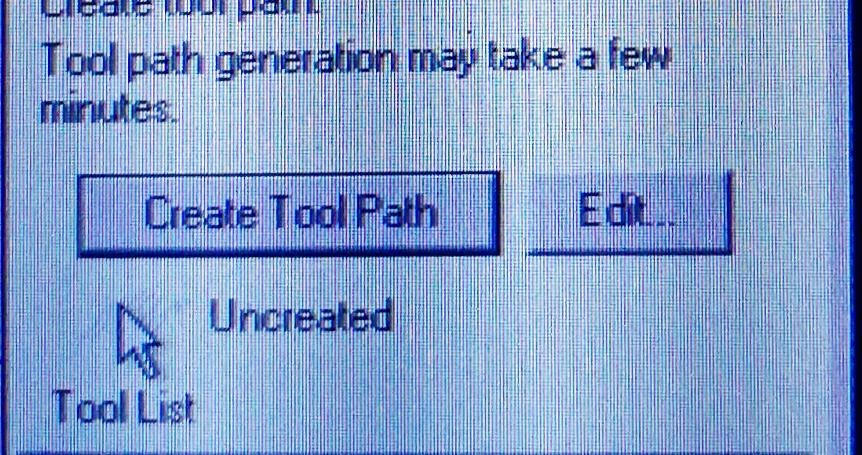 Create tool path.
Tool path generation may take a few
minutes.
Create Tool Path
Edit...
Uncreated
Tool List